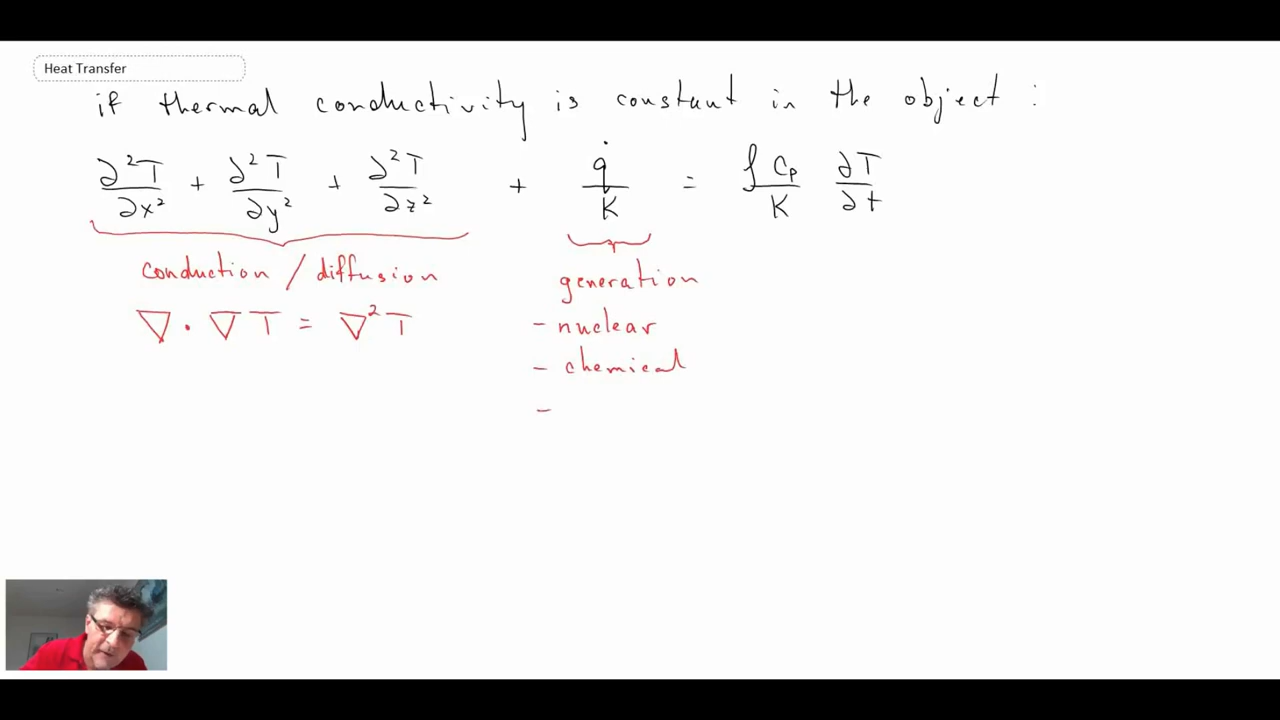 Heat Transfer
if thermal conductivity is constant in the object :
∂²T/∂x² + ∂²T/∂y² + ∂²T/∂z² + q̇/K = ρCp/K ∂T/∂t
conduction / diffusion
generation
∇ · ∇T = ∇²T
- nuclear
- chemical
-